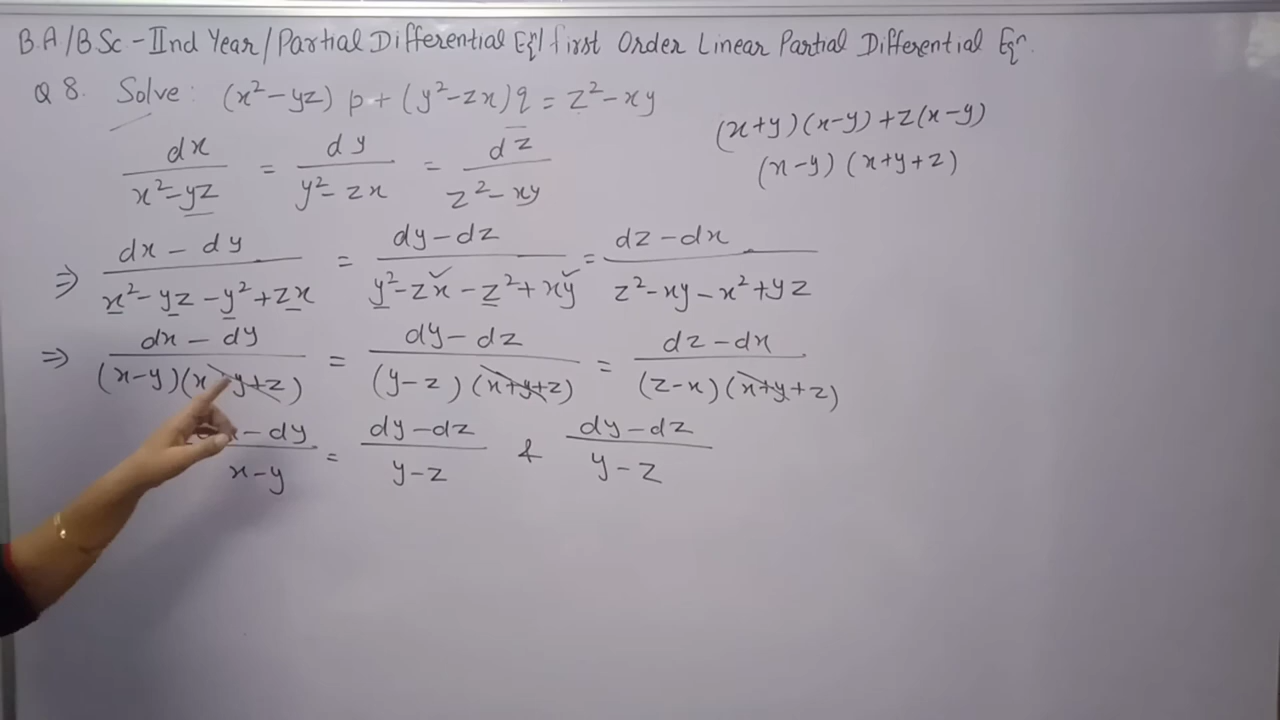 B.A/B.Sc - IInd Year/Partial Differential Eqn/first Order Linear Partial Differential Eqn.
Q 8. Solve: (x²-yz) p + (y²-zx)q = z²-xy
(x+y)(x-y)+z(x-y)
(x-y) (x+y+z)
dx/(x²-yz) = dy/(y²-zx) = dz/(z²-xy)
⇒ (dx-dy)/(x²-yz-y²+zx) = (dy-dz)/(y²-zx-z²+xy) = (dz-dx)/(z²-xy-x²+yz)
⇒ (dx-dy)/((x-y)(x+y+z)) = (dy-dz)/((y-z)(x+y+z)) = (dz-dx)/((z-x)(x+y+z))
-dy/(x-y) = (dy-dz)/(y-z) & (dy-dz)/(y-z)